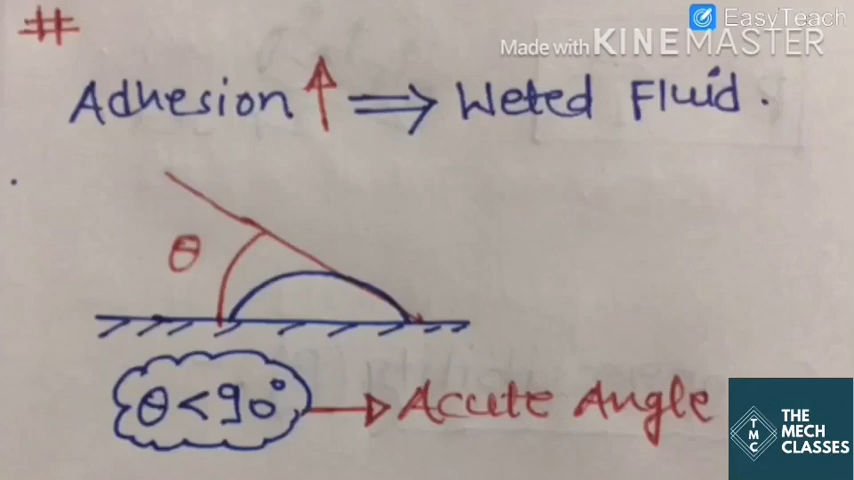 #
EasyTeach
Made with KINEMASTER
Adhesion ↑ ⇒ Weted Fluid.
θ
θ < 90° → Acute Angle
TMC
THE
MECH
CLASSES